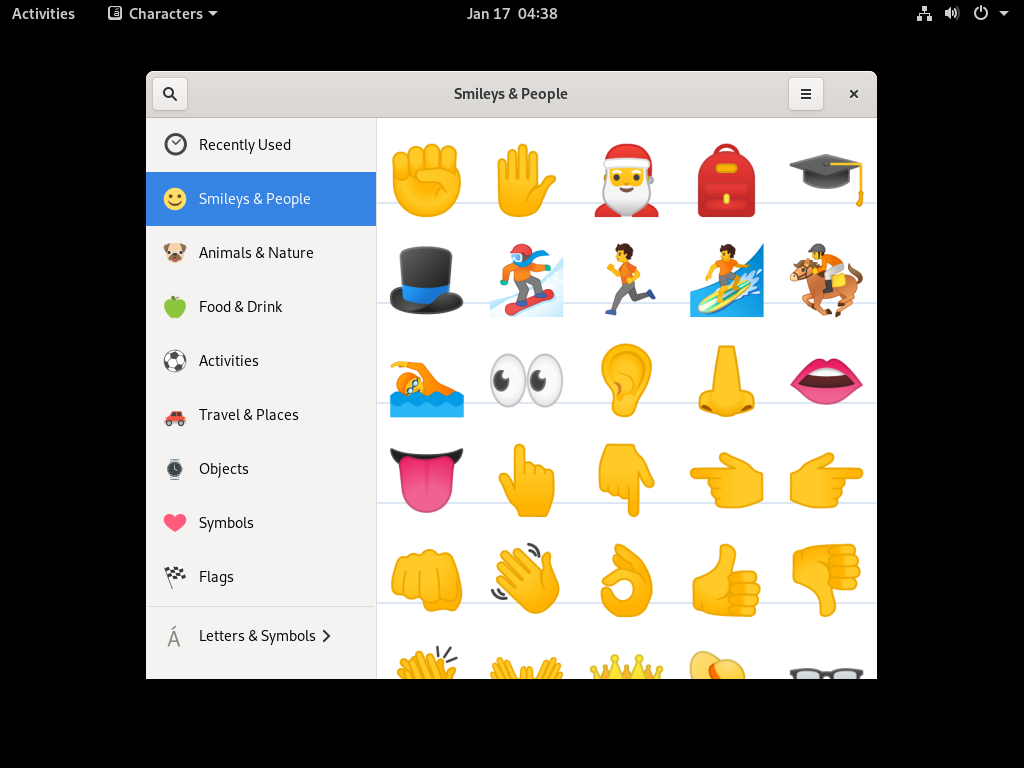 Activities Characters Jan 17 04:38
Smileys & People
Recently Used
Smileys & People
Animals & Nature
Food & Drink
Activities
Travel & Places
Objects
Symbols
Flags
Á Letters & Symbols